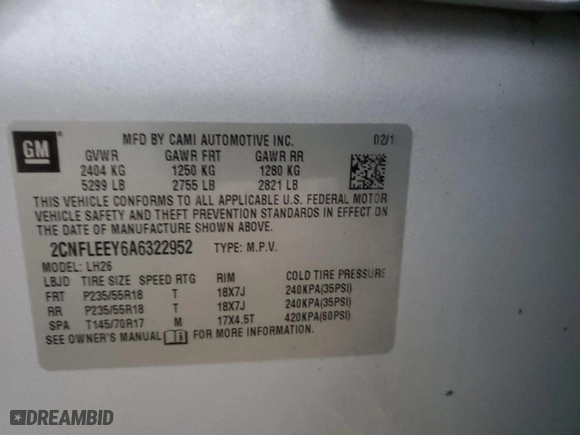 GM
MFD BY CAMI AUTOMOTIVE INC. 02/1
GVWR GAWR FRT GAWR RR
2404 KG 1250 KG 1280 KG
5299 LB 2755 LB 2821 LB
THIS VEHICLE CONFORMS TO ALL APPLICABLE U.S. FEDERAL MOTOR
VEHICLE SAFETY AND THEFT PREVENTION STANDARDS IN EFFECT ON
THE DATE OF MANUFACTURE SHOWN ABOVE.
2CNFLEEY6A6322952 TYPE: M.P.V.
MODEL: LH26
LBJD TIRE SIZE SPEED RTG RIM COLD TIRE PRESSURE
FRT P235/55R18 T 18X7J 240KPA(35PSI)
RR P235/55R18 T 18X7J 240KPA(35PSI)
SPA T145/70R17 M 17X4.5T 420KPA(60PSI)
SEE OWNER'S MANUAL FOR MORE INFORMATION.
DREAMBID